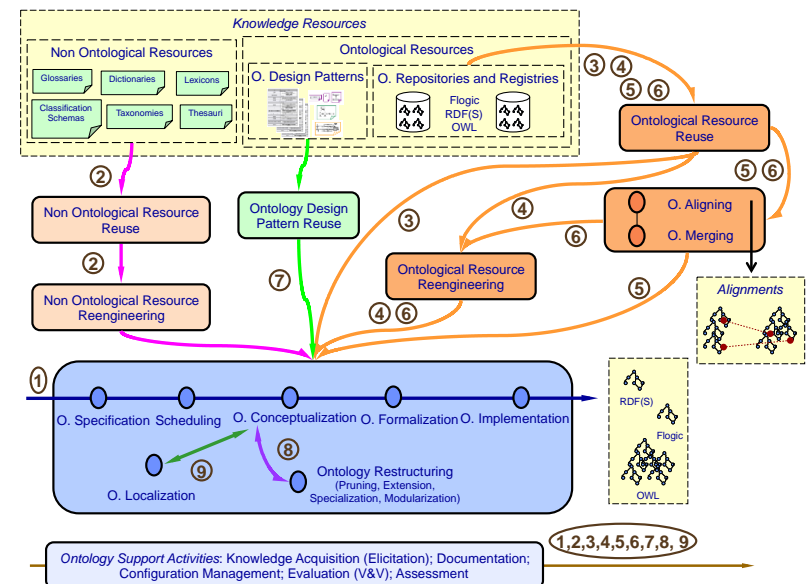 Knowledge Resources
Non Ontological Resources
Glossaries
Dictionaries
Lexicons
Classification
Schemas
Taxonomies
Thesauri
Ontological Resources
O. Design Patterns
O. Repositories and Registries
Flogic
RDF(S)
OWL
3 4
5 6
Ontological Resource
Reuse
5 6
2
Non Ontological Resource
Reuse
2
Non Ontological Resource
Reengineering
Ontology Design
Pattern Reuse
7
3
4
6
O. Aligning
O. Merging
Ontological Resource
Reengineering
4 6
5
Alignments
1
O. Specification
Scheduling
O. Conceptualization
O. Formalization
O. Implementation
9
8
O. Localization
Ontology Restructuring
(Pruning, Extension,
Specialization, Modularization)
RDF(S)
Flogic
OWL
1,2,3,4,5,6,7,8, 9
Ontology Support Activities: Knowledge Acquisition (Elicitation); Documentation;
Configuration Management; Evaluation (V&V); Assessment